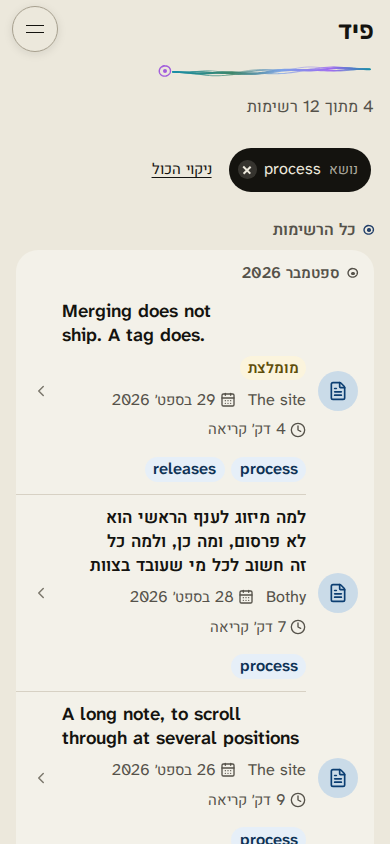 פיד
4 מתוך 12 רשימות
נושא process
ניקוי הכול
כל הרשימות
ספטמבר 2026
Merging does not
ship. A tag does.
מומלצת
The site 29 בספט׳ 2026
4 דק׳ קריאה
process releases
למה מיזוג לענף הראשי הוא
לא פרסום, ומה כן, ולמה כל
זה חשוב לכל מי שעובד בצוות
Bothy 28 בספט׳ 2026
7 דק׳ קריאה
process
A long note, to scroll
through at several positions
The site 26 בספט׳ 2026
9 דק׳ קריאה
process